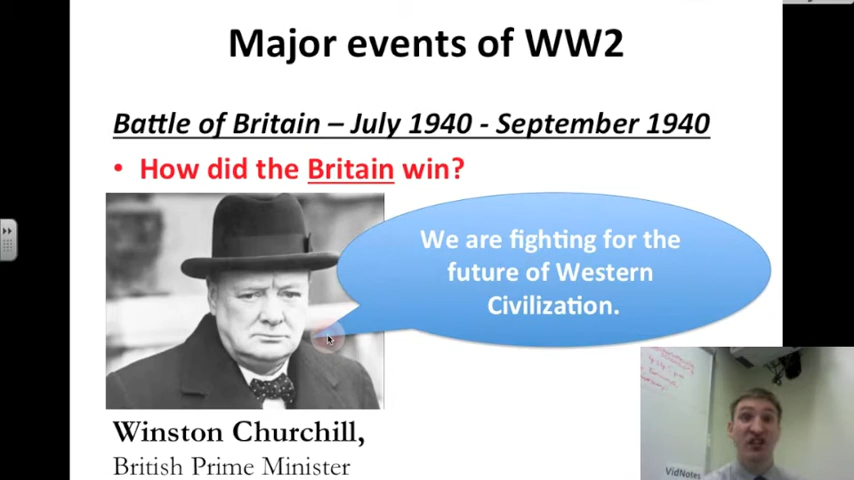 Major events of WW2
Battle of Britain – July 1940 - September 1940
• How did the Britain win?
We are fighting for the
future of Western
Civilization.
Winston Churchill,
British Prime Minister
VidNotes